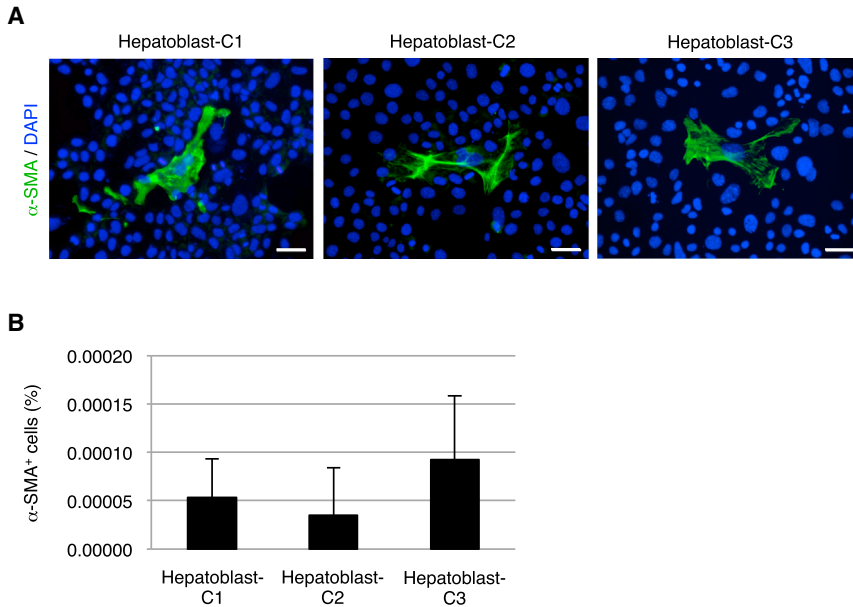 A
Hepatoblast-C1
Hepatoblast-C2
Hepatoblast-C3
α-SMA / DAPI
B
α-SMA⁺ cells (%)
0.00020
0.00015
0.00010
0.00005
0.00000
Hepatoblast-
C1
Hepatoblast-
C2
Hepatoblast-
C3